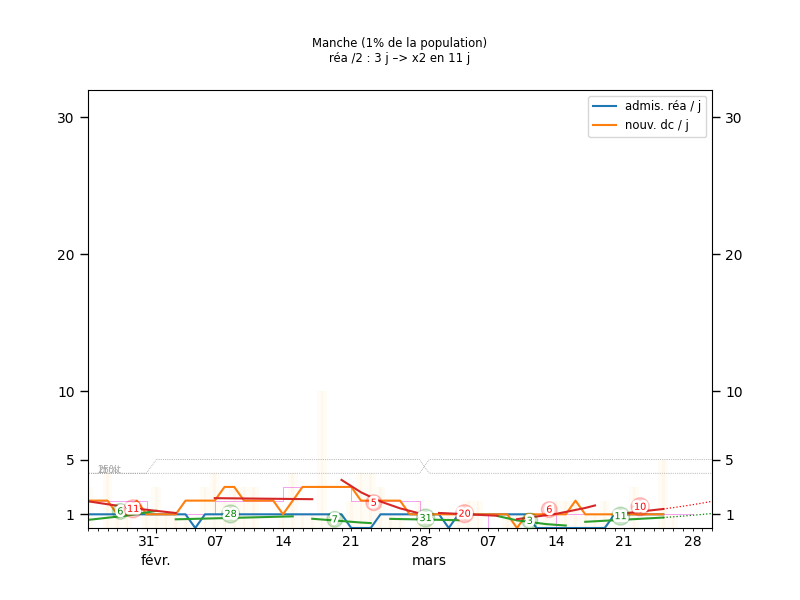 Manche (1% de la population)
réa /2 : 3 j –> x2 en 11 j
admis. réa / j
nouv. dc / j
30 30
20 20
10 10
5 5
1 1
6 11 28 7 5 31 20 3 6 11 10
31 07 14 21 28 07 14 21 28
févr. mars